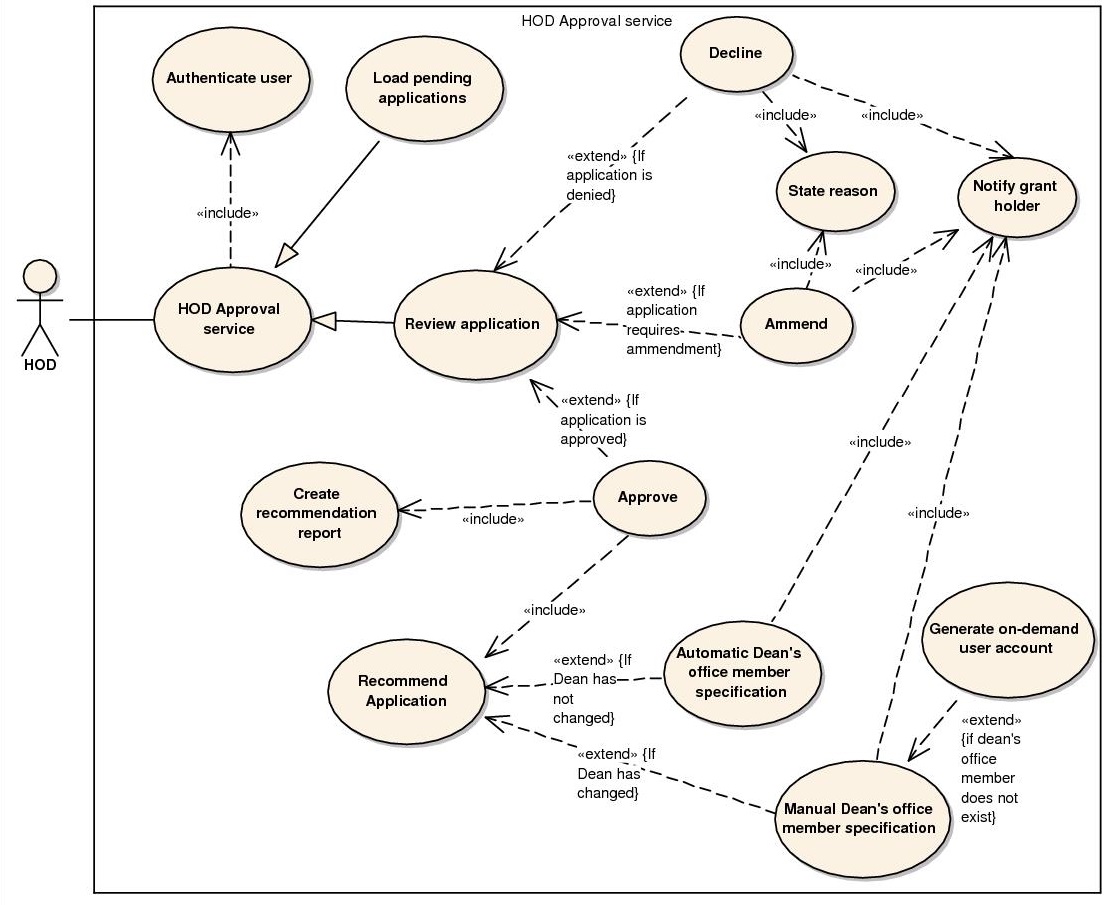 HOD Approval service
Decline
Authenticate user
Load pending
applications
«include»
«include»
«extend» {If
application is
denied}
State reason
Notify grant
holder
«include»
«include»
«include»
HOD Approval
service
Review application
«extend» {If
application
requires
ammendment}
Ammend
HOD
«extend» {If
application is
approved}
«include»
Create
recommendation
report
Approve
«include»
«include»
«include»
Generate on-demand
user account
Recommend
Application
«extend» {If
Dean has
not
changed}
Automatic Dean's
office member
specification
«extend»
{if dean's
office
member
does not
exist}
«extend» {If
Dean has
changed}
Manual Dean's office
member specification